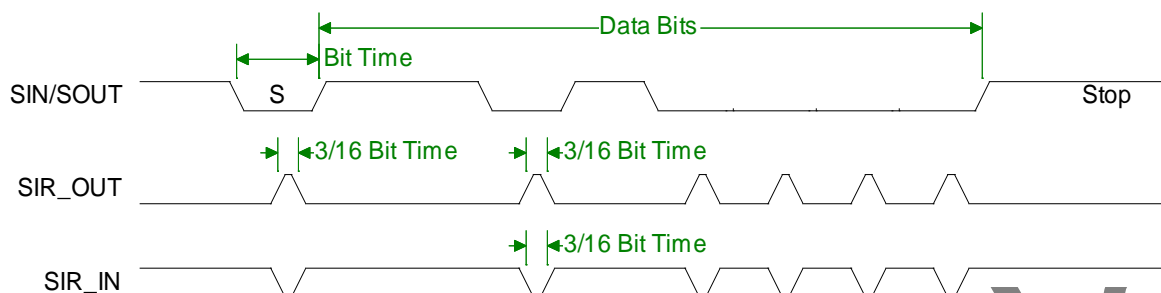 Data Bits
Bit Time
SIN/SOUT S Stop
3/16 Bit Time 3/16 Bit Time
SIR_OUT
3/16 Bit Time
SIR_IN